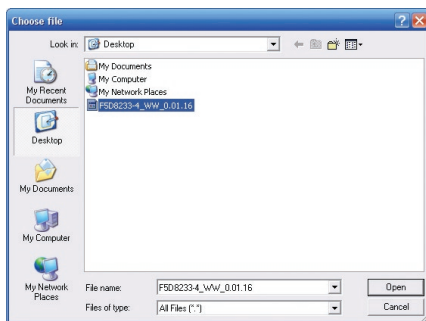 Choose file
Look in:
Desktop
My Recent
Documents
Desktop
My Documents
My Computer
My Network
Places
My Documents
My Computer
My Network Places
F5D8233-4_WW_0.01.16
File name:
F5D8233-4_WW_0.01.16
Open
Files of type:
All Files (*.*)
Cancel